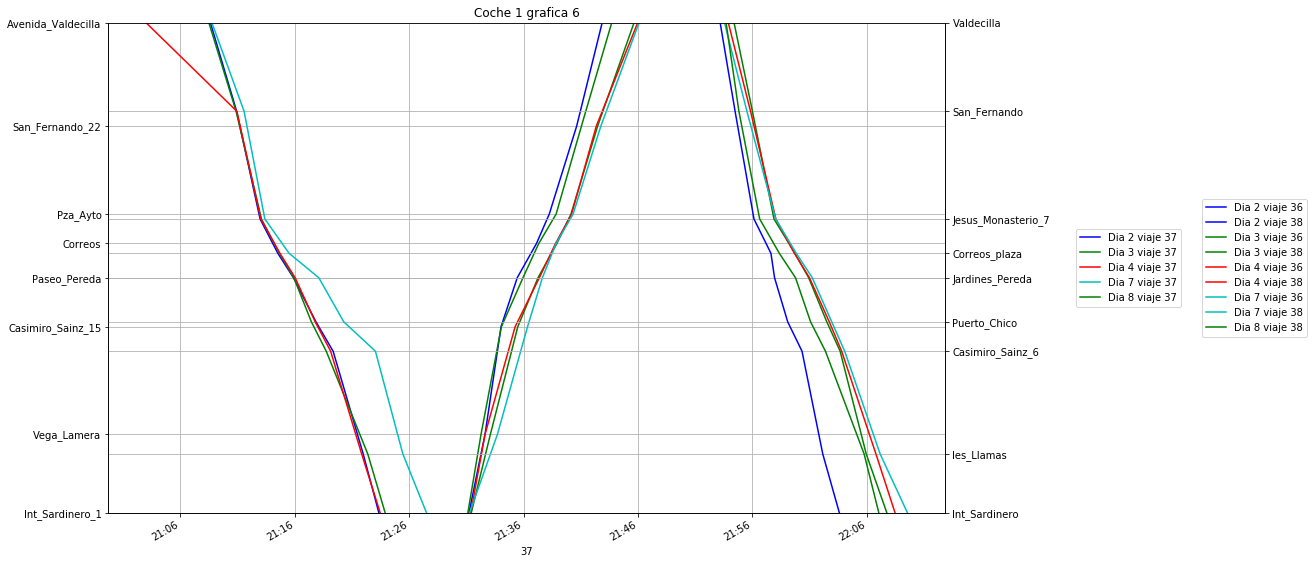 Coche 1 grafica 6
Avenida_Valdecilla
San_Fernando_22
Pza_Ayto
Correos
Paseo_Pereda
Casimiro_Sainz_15
Vega_Lamera
Int_Sardinero_1
Valdecilla
San_Fernando
Jesus_Monasterio_7
Correos_plaza
Jardines_Pereda
Puerto_Chico
Casimiro_Sainz_6
Ies_Llamas
Int_Sardinero
21:06
21:16
21:26
21:36
21:46
21:56
22:06
37
Dia 2 viaje 37
Dia 3 viaje 37
Dia 4 viaje 37
Dia 7 viaje 37
Dia 8 viaje 37
Dia 2 viaje 36
Dia 2 viaje 38
Dia 3 viaje 36
Dia 3 viaje 38
Dia 4 viaje 36
Dia 4 viaje 38
Dia 7 viaje 36
Dia 7 viaje 38
Dia 8 viaje 38